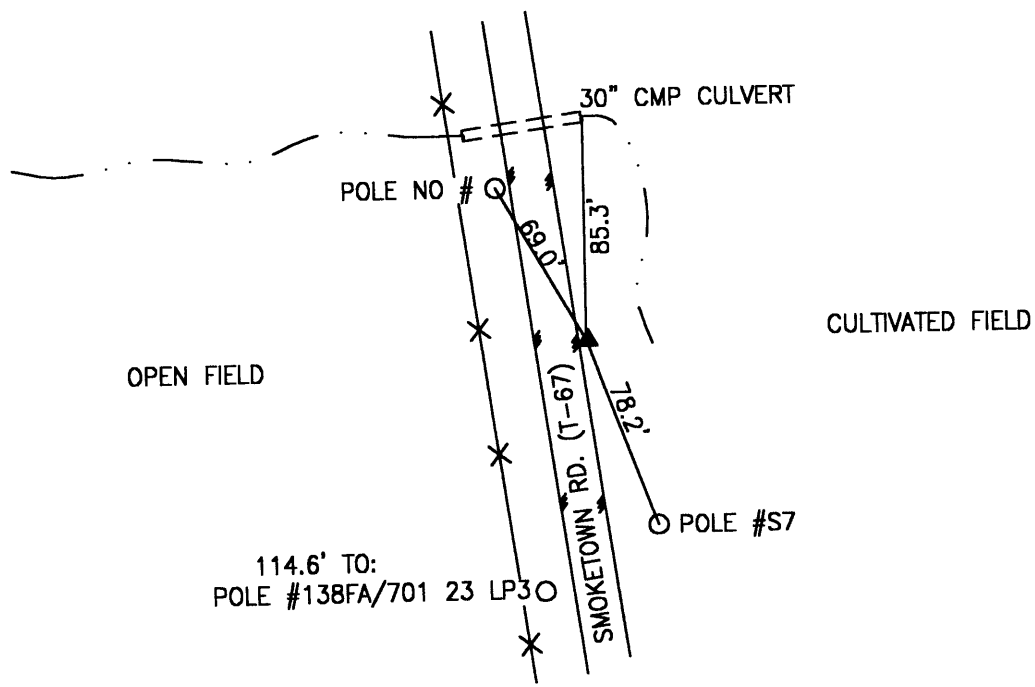 30" CMP CULVERT
POLE NO #
69.0'
85.3'
CULTIVATED FIELD
OPEN FIELD
78.2'
SMOKETOWN RD. (T-67)
POLE #S7
114.6' TO:
POLE #138FA/701 23 LP3